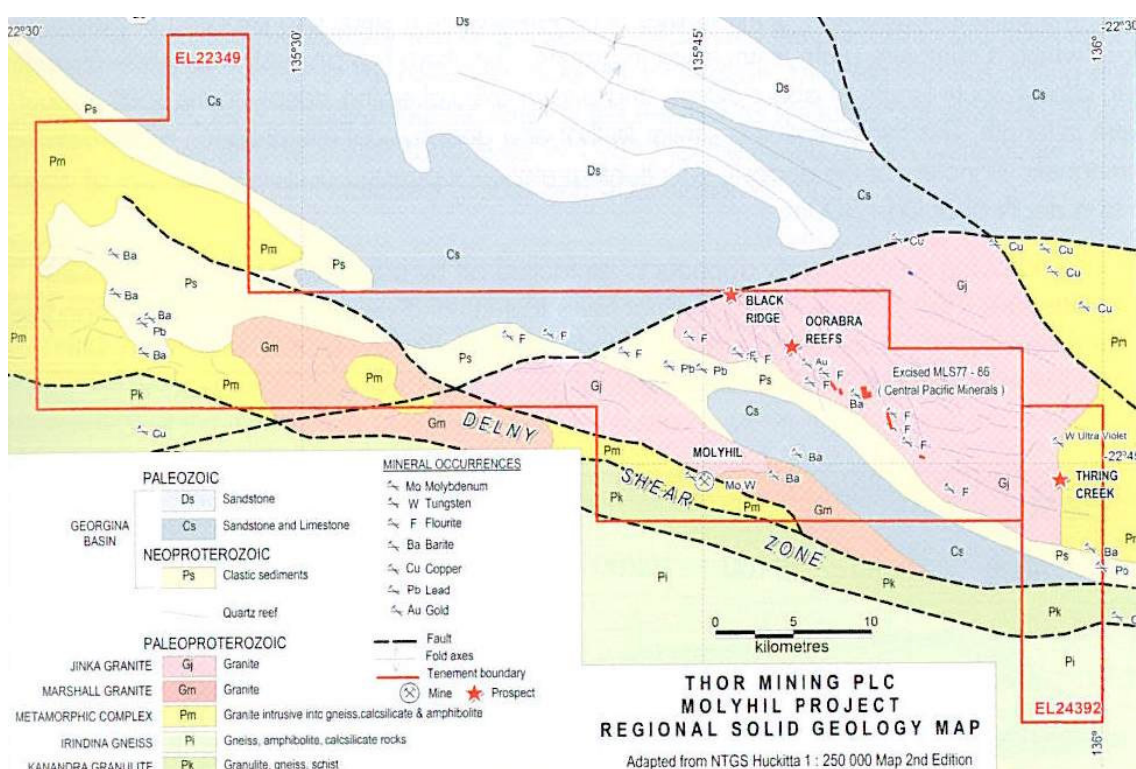 Ds
-22°30'
-22°30'
EL22349
135°30'
135°45'
136°
Ds
Ps
Cs
Cs
Pm
Ds
Cs
Cu
Cu
Cu
Pm
Ps
Cs
Cu
Ba
Ps
Gj
Cu
Ba
BLACK
RIDGE
OORABRA
REEFS
Ba
Pb
F
F
Gm
Ps
F
F
Au
Pm
Ba
Pb
Pb
F
Excised MLS77 - 86
( Central Pacific Minerals )
Pm
Gj
Ps
F
Pm
Pk
Cs
Ba
F
Gm
DELNY
Cu
F
W Ultra Violet
MOLYHIL
Pm
Ba
-22°45'
SHEAR
Mo,W
Ba
Gj
THRING
CREEK
Pk
Pm
Gm
F
ZONE
Cs
Ps
Ba
Pi
Pk
Pb
Pk
Pi
EL24392
136°
0 5 10
kilometres
PALEOZOIC
Ds Sandstone
GEORGINA
BASIN
Cs Sandstone and Limestone
NEOPROTEROZOIC
Ps Clastic sediments
Quartz reef
PALEOPROTEROZOIC
JINKA GRANITE Gj Granite
MARSHALL GRANITE Gm Granite
METAMORPHIC COMPLEX Pm Granite intrusive into gneiss,calcsilicate & amphibolite
IRINDINA GNEISS Pi Gneiss, amphibolite, calcsilicate rocks
KANANDRA GRANULITE Pk Granulite, gneiss, schist
MINERAL OCCURRENCES
Mo Molybdenum
W Tungsten
F Flourite
Ba Barite
Cu Copper
Pb Lead
Au Gold
Fault
Fold axes
Tenement boundary
Mine Prospect
THOR MINING PLC
MOLYHIL PROJECT
REGIONAL SOLID GEOLOGY MAP
Adapted from NTGS Huckitta 1 : 250 000 Map 2nd Edition